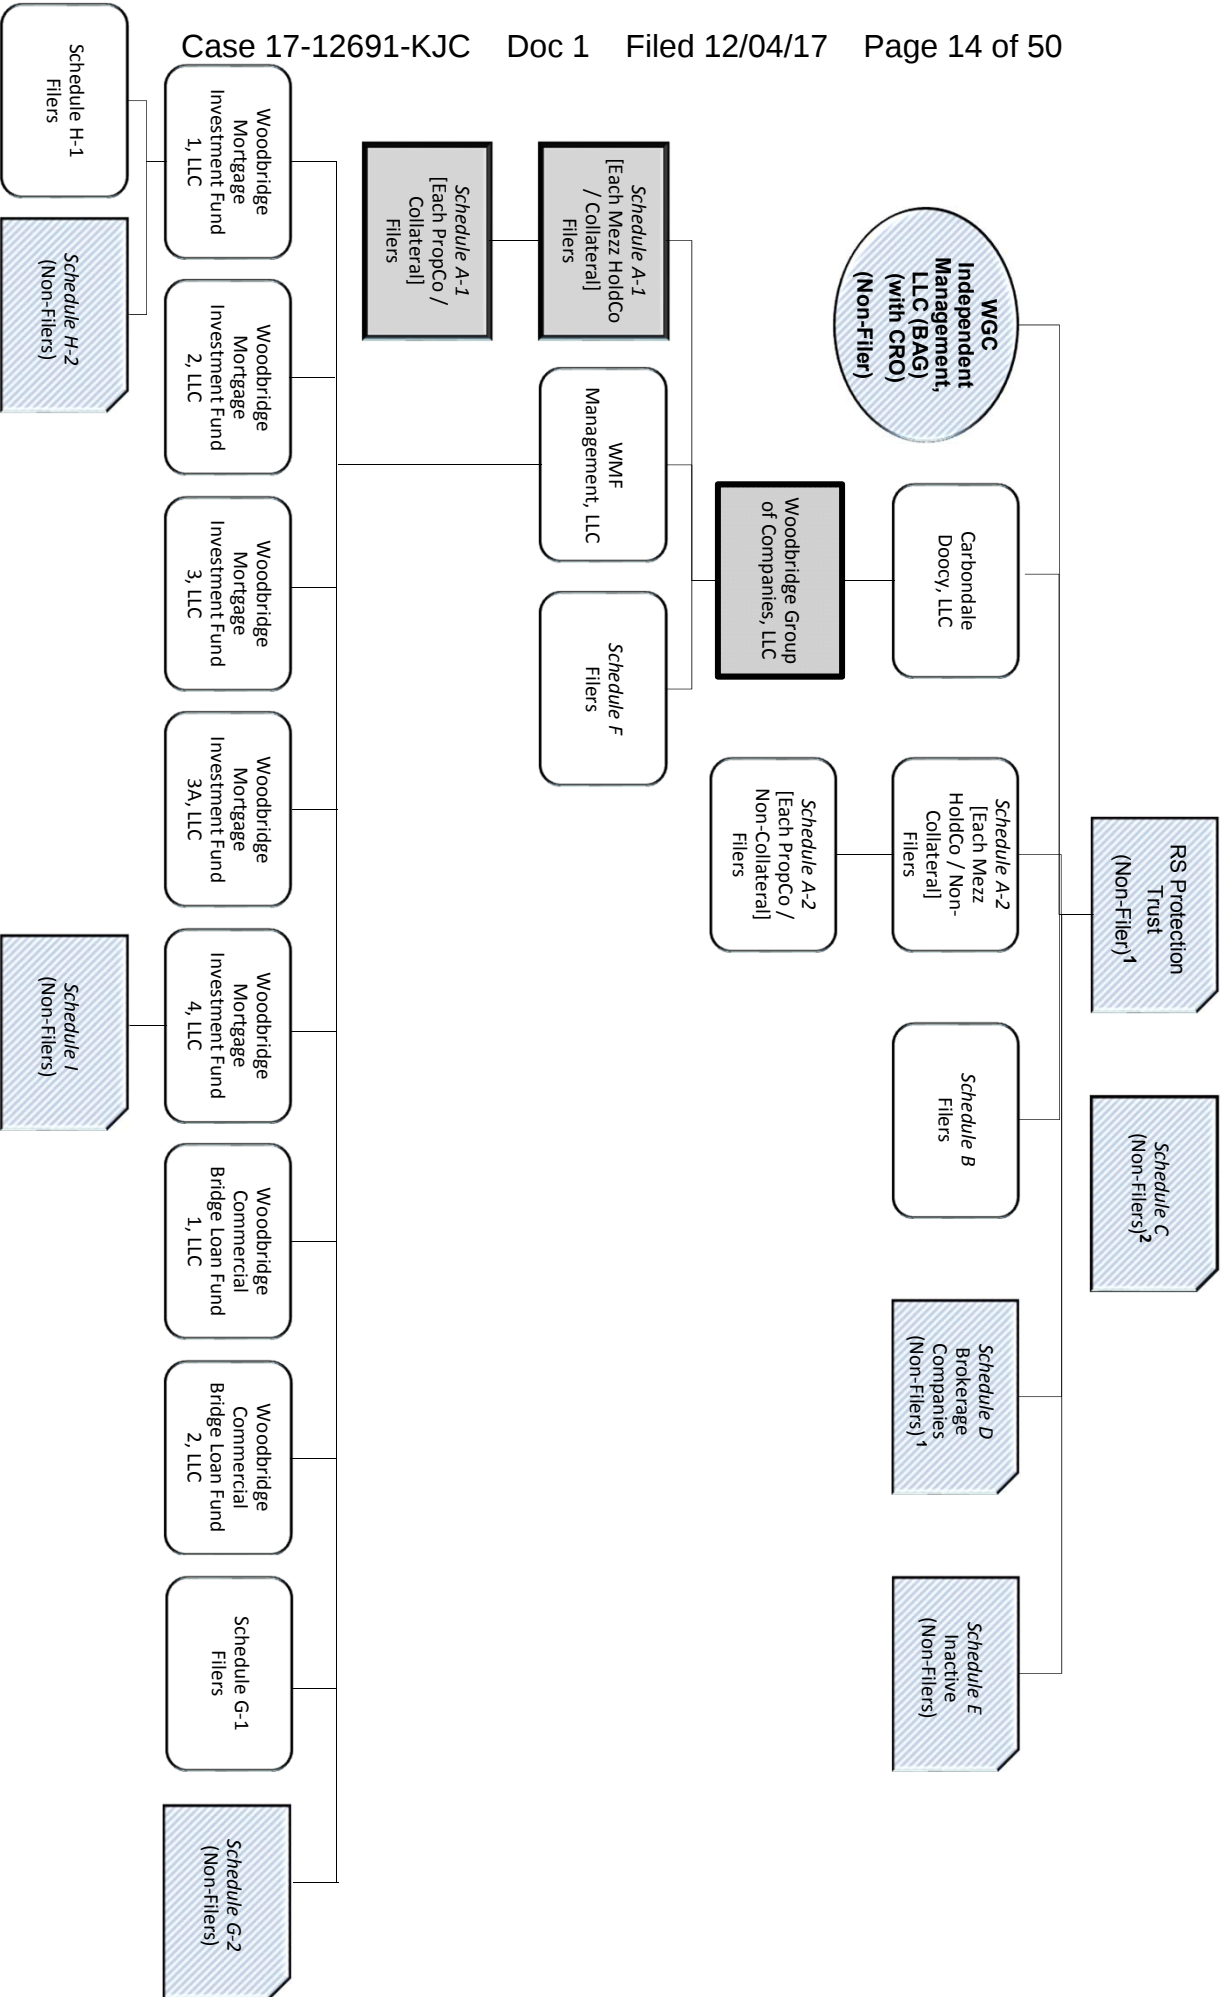 Case 17-12691-KJC Doc 1 Filed 12/04/17 Page 14 of 50
RS Protection
Trust
(Non-Filer)1
Schedule C
(Non-Filers)2
WGC
Independent
Management,
LLC (BAG)
(with CRO)
(Non-Filer)
Carbondale
Doocy, LLC
Schedule A-2
[Each Mezz
HoldCo / Non-
Collateral]
Filers
Schedule B
Filers
Schedule D
Brokerage
Companies
(Non-Filers) 1
Schedule E
Inactive
(Non-Filers)
Woodbridge Group
of Companies, LLC
Schedule A-2
[Each PropCo /
Non-Collateral]
Filers
Schedule A-1
[Each Mezz HoldCo
/ Collateral]
Filers
WMF
Management, LLC
Schedule F
Filers
Schedule A-1
[Each PropCo /
Collateral]
Filers
Woodbridge
Mortgage
Investment Fund
1, LLC
Woodbridge
Mortgage
Investment Fund
2, LLC
Woodbridge
Mortgage
Investment Fund
3, LLC
Woodbridge
Mortgage
Investment Fund
3A, LLC
Woodbridge
Mortgage
Investment Fund
4, LLC
Woodbridge
Commercial
Bridge Loan Fund
1, LLC
Woodbridge
Commercial
Bridge Loan Fund
2, LLC
Schedule G-1
Filers
Schedule G-2
(Non-Filers)
Schedule H-1
Filers
Schedule H-2
(Non-Filers)
Schedule I
(Non-Filers)